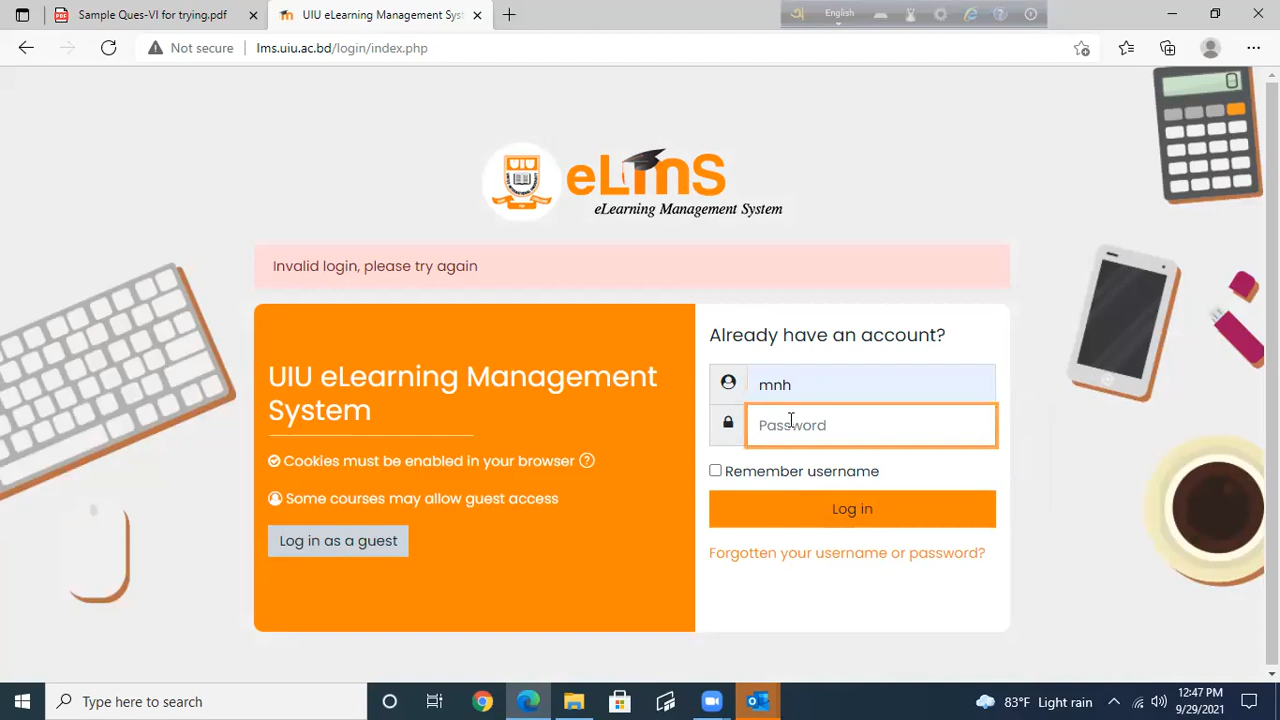 Sample Ques-VI for trying.pdf
UIU eLearning Management Syst
English
Not secure
lms.uiu.ac.bd/login/index.php
0
UIU
eLmS
eLearning Management System
Invalid login, please try again
UIU eLearning Management
System
Cookies must be enabled in your browser
Some courses may allow guest access
Log in as a guest
Already have an account?
mnh
Password
Remember username
Log in
Forgotten your username or password?
Type here to search
83°F Light rain
12:47 PM
9/29/2021